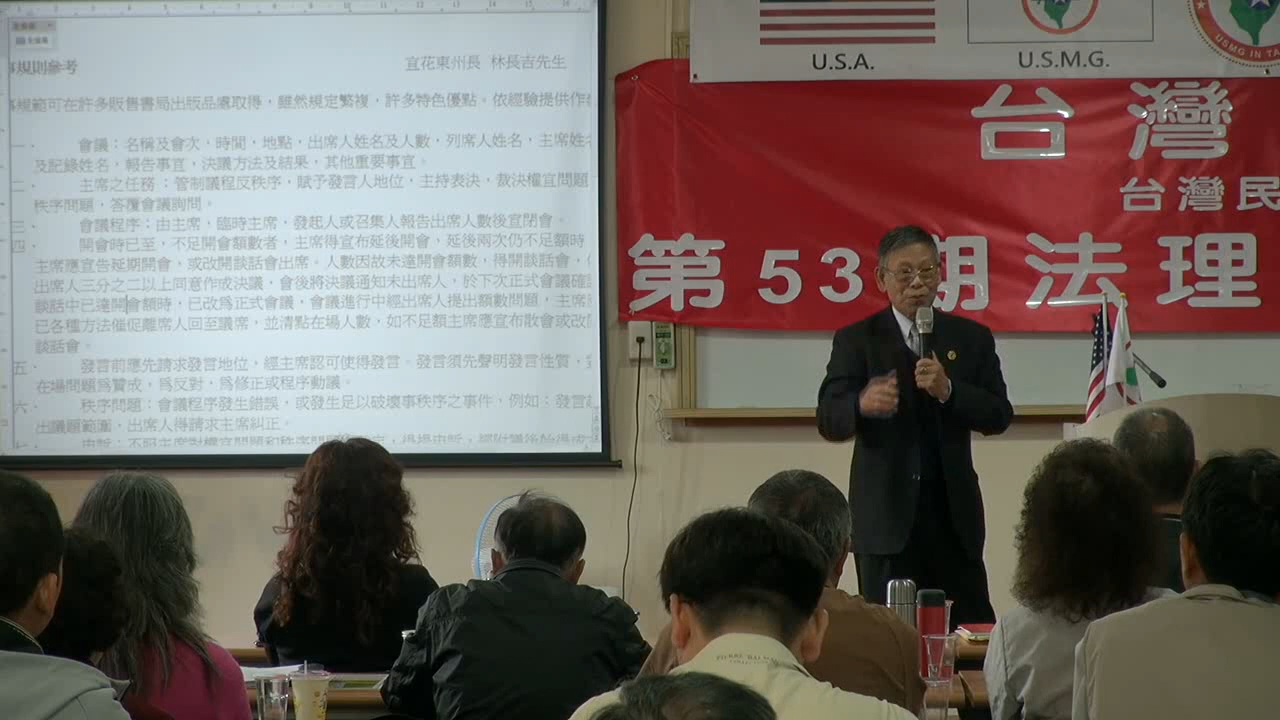 規則參考
宜花東州長 林長吉先生
規範可在許多販售書局出版品處取得，雖然規定繁複，許多特色優點。依經驗提供作
會議：名稱及會次，時間，地點，出席人姓名及人數，列席人姓名，主席姓名
及記錄姓名，報告事宜，決議方法及結果，其他重要事宜。
二． 主席之任務：管制議程反秩序，賦予發言人地位，主持表決，裁決權宜問題
秩序問題，答覆會議詢問。
三． 會議程序：由主席，臨時主席，發起人或召集人報告出席人數後宜閉會。
四． 開會時已至，不足開會額數者，主席得宣布延後開會，延後兩次仍不足額時
主席應宣告延期開會，或改開談話會出席。人數因故未達開會額數，得開談話會，
出席人三分之二以上同意作成決議，會後將決議通知未出席人，於下次正式會議確
談話中已達開會額時，已改為正式會議，會議進行中經出席人提出額數問題，主席
已各種方法催促離席人回至議席，並清點在場人數，如不足額主席應宣布散會或改
談話會。
五． 發言前應先請求發言地位，經主席認可使得發言。發言須先聲明發言性質，
在場問題為贊成，為反對，為修正或程序動議。
六． 秩序問題：會議程序發生錯誤，或發生足以破壞事秩序之事件，例如：發言
出議題範圍，出席人得請求主席糾正。
U.S.A.
U.S.M.G.
USMG IN TA
台灣
台灣民
第53期法理